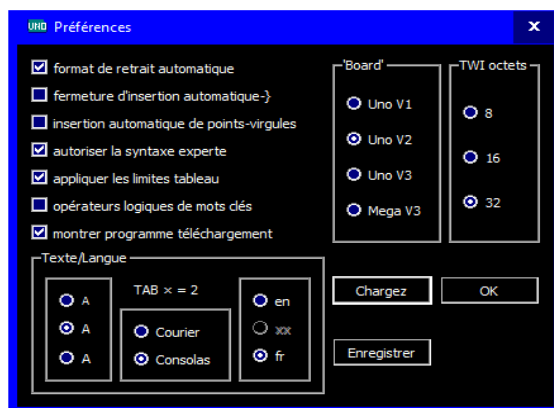 UNO Préférences x
format de retrait automatique
fermeture d'insertion automatique-}
insertion automatique de points-virgules
autoriser la syntaxe experte
appliquer les limites tableau
opérateurs logiques de mots clés
montrer programme téléchargement
'Board'
Uno V1
Uno V2
Uno V3
Mega V3
TWI octets
8
16
32
Texte/Langue
A
A
A
TAB × = 2
Courier
Consolas
en
xx
fr
Chargez
OK
Enregistrer